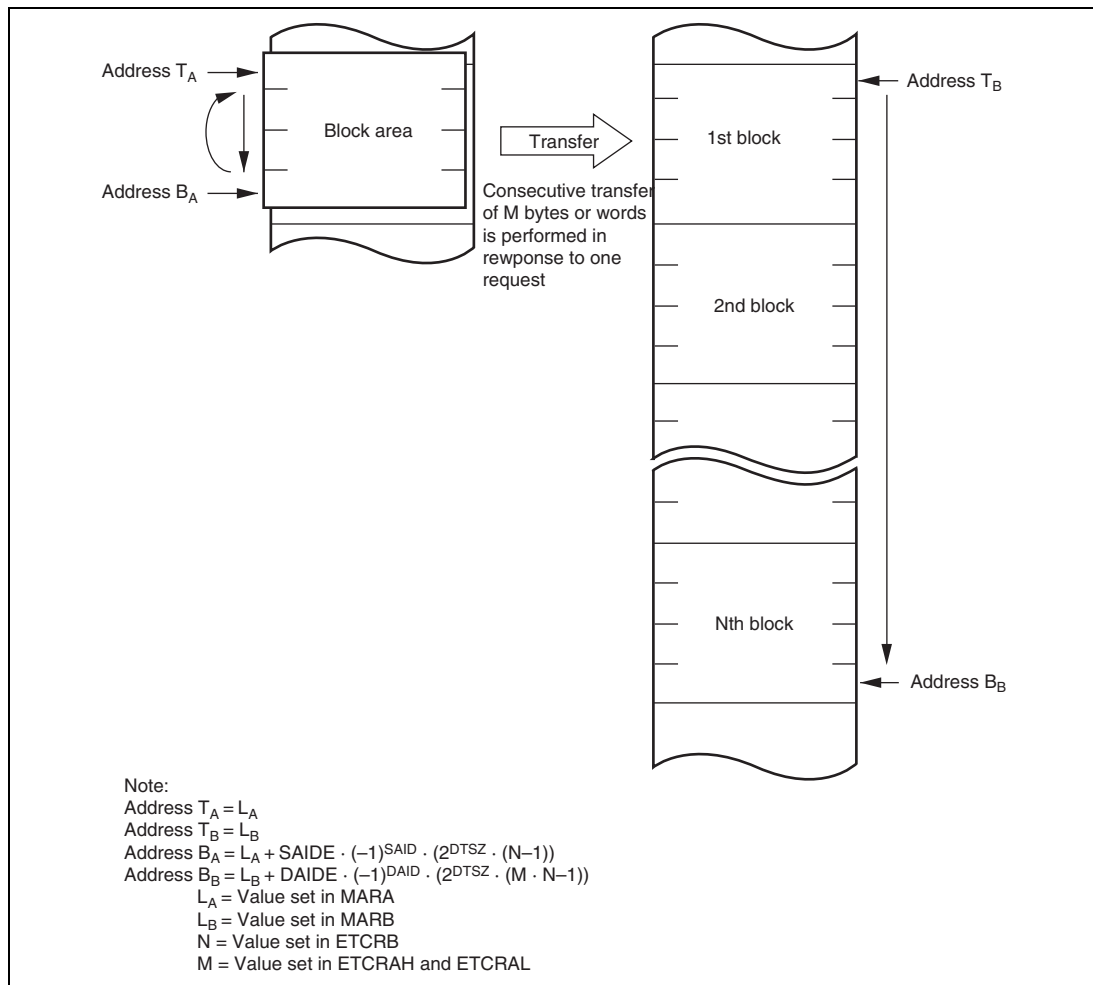 Address T_A
Block area
Address B_A
Transfer
Consecutive transfer
of M bytes or words
is performed in
rewponse to one
request
Address T_B
1st block
2nd block
Nth block
Address B_B
Note:
Address T_A = L_A
Address T_B = L_B
Address B_A = L_A + SAIDE · (–1)^SAID · (2^DTSZ · (N–1))
Address B_B = L_B + DAIDE · (–1)^DAID · (2^DTSZ · (M · N–1))
L_A = Value set in MARA
L_B = Value set in MARB
N = Value set in ETCRB
M = Value set in ETCRAH and ETCRAL